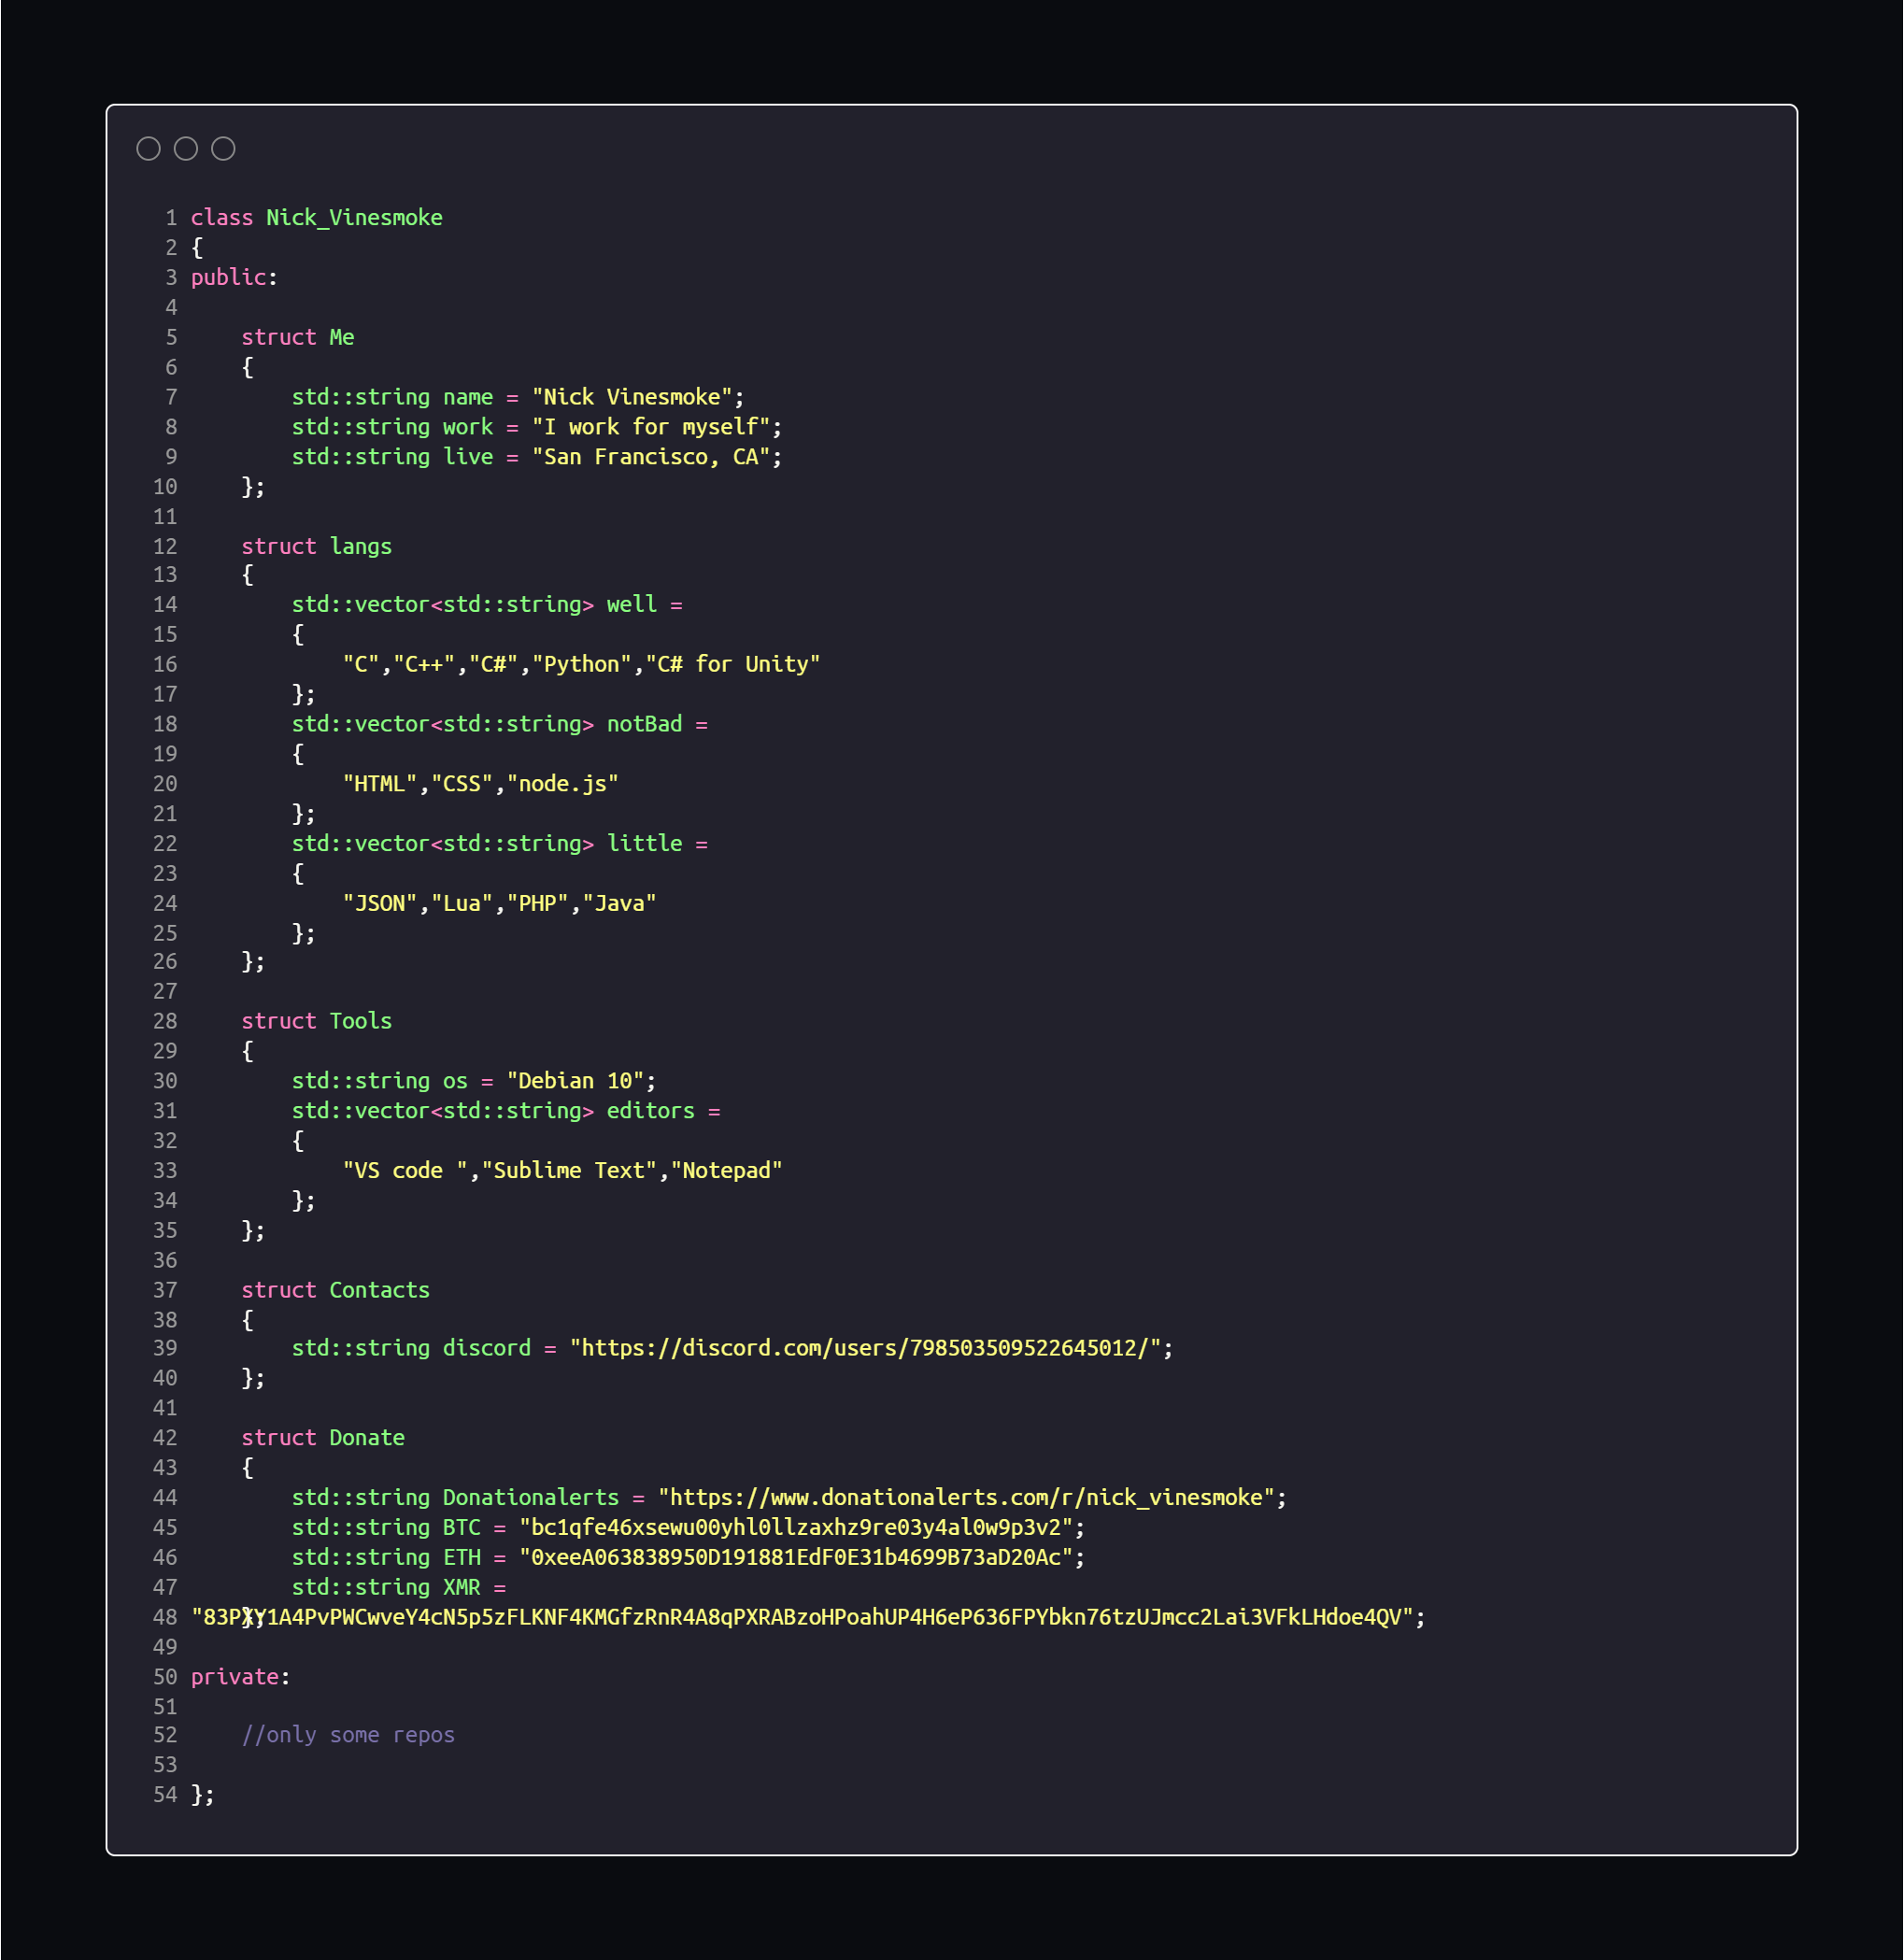 1 class Nick_Vinesmoke
2 {
3 public:
4
5     struct Me
6     {
7         std::string name = "Nick Vinesmoke";
8         std::string work = "I work for myself";
9         std::string live = "San Francisco, CA";
10     };
11
12     struct langs
13     {
14         std::vector<std::string> well =
15         {
16             "C","C++","C#","Python","C# for Unity"
17         };
18         std::vector<std::string> notBad =
19         {
20             "HTML","CSS","node.js"
21         };
22         std::vector<std::string> little =
23         {
24             "JSON","Lua","PHP","Java"
25         };
26     };
27
28     struct Tools
29     {
30         std::string os = "Debian 10";
31         std::vector<std::string> editors =
32         {
33             "VS code ","Sublime Text","Notepad"
34         };
35     };
36
37     struct Contacts
38     {
39         std::string discord = "https://discord.com/users/798503509522645012/";
40     };
41
42     struct Donate
43     {
44         std::string Donationalerts = "https://www.donationalerts.com/r/nick_vinesmoke";
45         std::string BTC = "bc1qfe46xsewu00yhl0llzaxhz9re03y4al0w9p3v2";
46         std::string ETH = "0xeeA063838950D191881EdF0E31b4699B73aD20Ac";
47         std::string XMR =
"83PXY1A4PvPWCwveY4cN5p5zFLKNF4KMGfzRnR4A8qPXRABzoHPoahUP4H6eP636FPYbkn76tzUJmcc2Lai3VFkLHdoe4QV";
48     };
49
50 private:
51
52     //only some repos
53
54 };